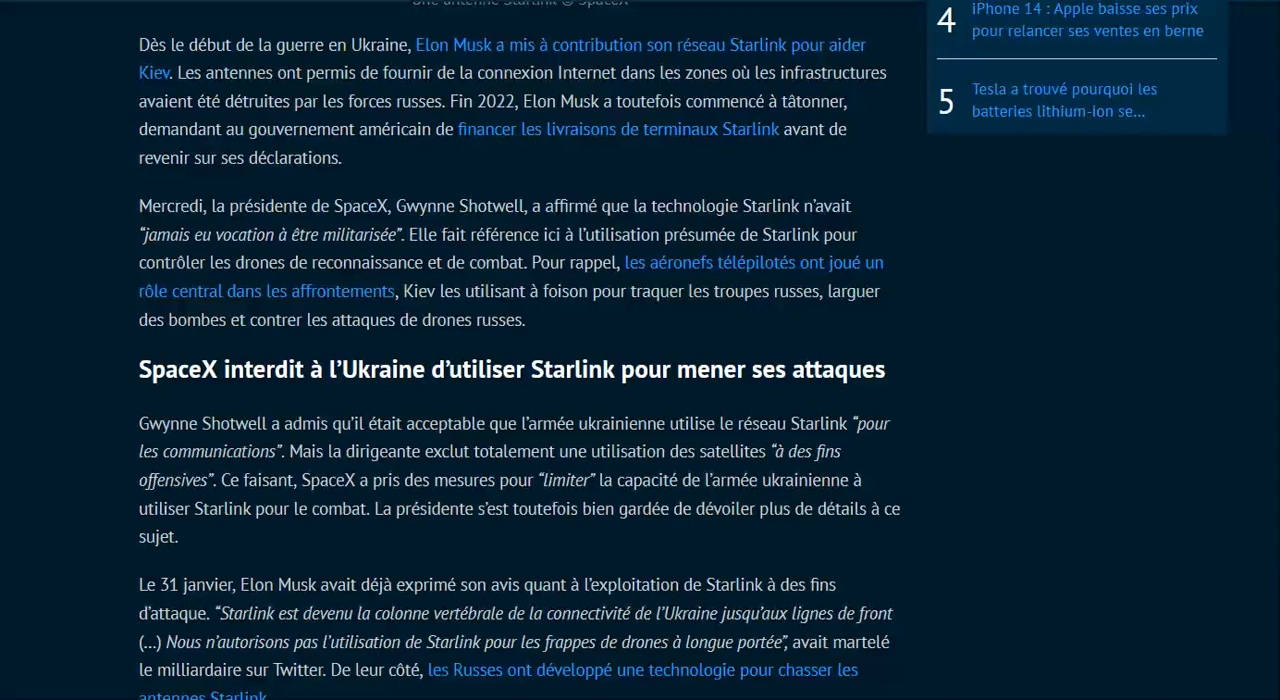 Une antenne Starlink © SpaceX
Dès le début de la guerre en Ukraine, Elon Musk a mis à contribution son réseau Starlink pour aider
Kiev. Les antennes ont permis de fournir de la connexion Internet dans les zones où les infrastructures
avaient été détruites par les forces russes. Fin 2022, Elon Musk a toutefois commencé à tâtonner,
demandant au gouvernement américain de financer les livraisons de terminaux Starlink avant de
revenir sur ses déclarations.
Mercredi, la présidente de SpaceX, Gwynne Shotwell, a affirmé que la technologie Starlink n’avait
“jamais eu vocation à être militarisée”. Elle fait référence ici à l’utilisation présumée de Starlink pour
contrôler les drones de reconnaissance et de combat. Pour rappel, les aéronefs télépilotés ont joué un
rôle central dans les affrontements, Kiev les utilisant à foison pour traquer les troupes russes, larguer
des bombes et contrer les attaques de drones russes.
SpaceX interdit à l’Ukraine d’utiliser Starlink pour mener ses attaques
Gwynne Shotwell a admis qu’il était acceptable que l’armée ukrainienne utilise le réseau Starlink “pour
les communications”. Mais la dirigeante exclut totalement une utilisation des satellites “à des fins
offensives”. Ce faisant, SpaceX a pris des mesures pour “limiter” la capacité de l’armée ukrainienne à
utiliser Starlink pour le combat. La présidente s’est toutefois bien gardée de dévoiler plus de détails à ce
sujet.
Le 31 janvier, Elon Musk avait déjà exprimé son avis quant à l’exploitation de Starlink à des fins
d’attaque. “Starlink est devenu la colonne vertébrale de la connectivité de l’Ukraine jusqu’aux lignes de front
(…) Nous n’autorisons pas l’utilisation de Starlink pour les frappes de drones à longue portée”, avait martelé
le milliardaire sur Twitter. De leur côté, les Russes ont développé une technologie pour chasser les
antennes Starlink.
4
iPhone 14 : Apple baisse ses prix
pour relancer ses ventes en berne
5
Tesla a trouvé pourquoi les
batteries lithium-ion se...